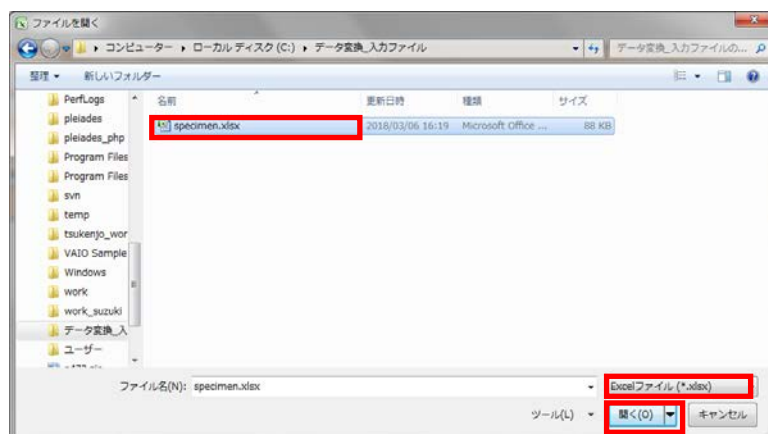 ファイルを開く
コンピューター ▸ ローカル ディスク (C:) ▸ データ変換_入力ファイル
データ変換_入力ファイルの...
整理 新しいフォルダー
名前 更新日時 種類 サイズ
specimen.xlsx 2018/03/06 16:19 Microsoft Office ... 88 KB
PerfLogs
pleiades
pleiades_php
Program Files
Program Files
svn
temp
tsukenjo_wor
VAIO Sample
Windows
work
work_suzuki
データ変換_入
ユーザー
ファイル名(N): specimen.xlsx
Excelファイル (*.xlsx)
ツール(L) 開く(O) キャンセル